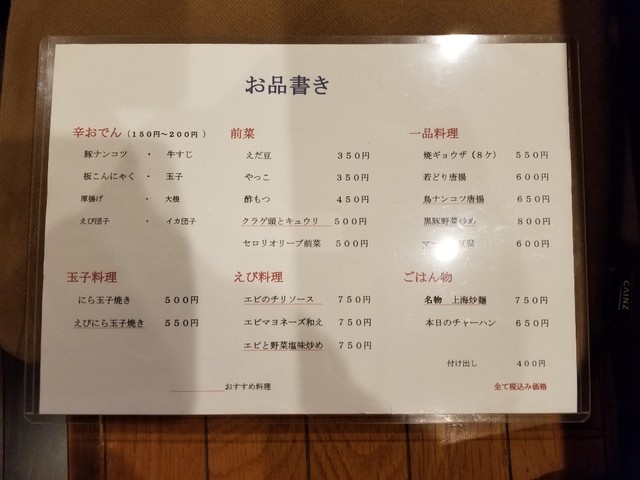 お品書き
辛おでん（１５０円～２００円 ）
豚ナンコツ ・ 牛すじ
板こんにゃく ・ 玉子
厚揚げ ・ 大根
えび団子 ・ イカ団子
前菜
えだ豆 ３５０円
やっこ ３５０円
酢もつ ４５０円
クラゲ頭とキュウリ ５００円
セロリオリーブ前菜 ５００円
一品料理
焼ギョウザ（８ケ） ５５０円
若どり唐揚 ６００円
鳥ナンコツ唐揚 ６５０円
黒豚野菜炒め ８００円
６００円
玉子料理
にら玉子焼き ５００円
えびにら玉子焼き ５５０円
えび料理
エビのチリソース ７５０円
エビマヨネーズ和え ７５０円
エビと野菜塩味炒め ７５０円
ごはん物
名物 上海炒麺 ７５０円
本日のチャーハン ６５０円
付け出し ４００円
おすすめ料理
全て税込み価格
CAINZ